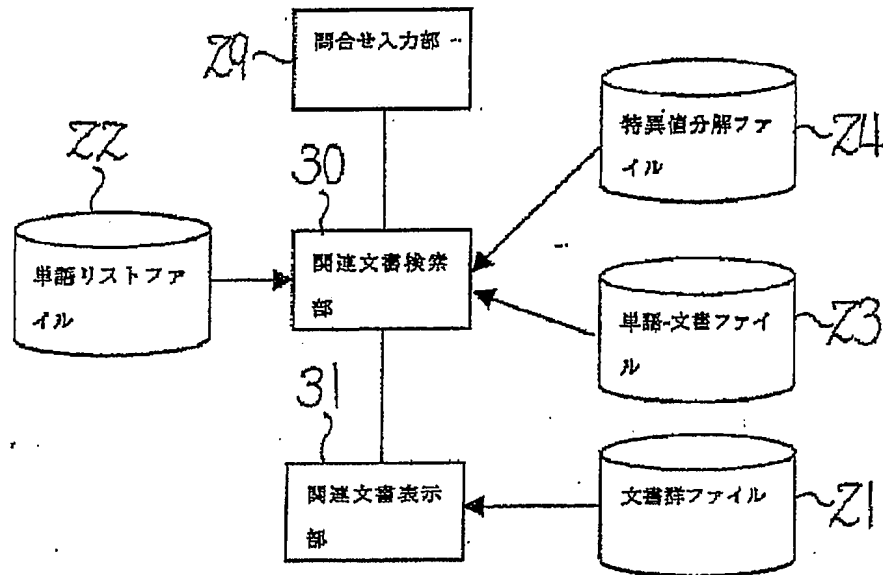 29
問合せ入力部
特異値分解ファ
イル
24
22
30
単語リストファ
イル
関連文書検索
部
単語-文書ファイ
ル
23
31
関連文書表示
部
文書群ファイル
21